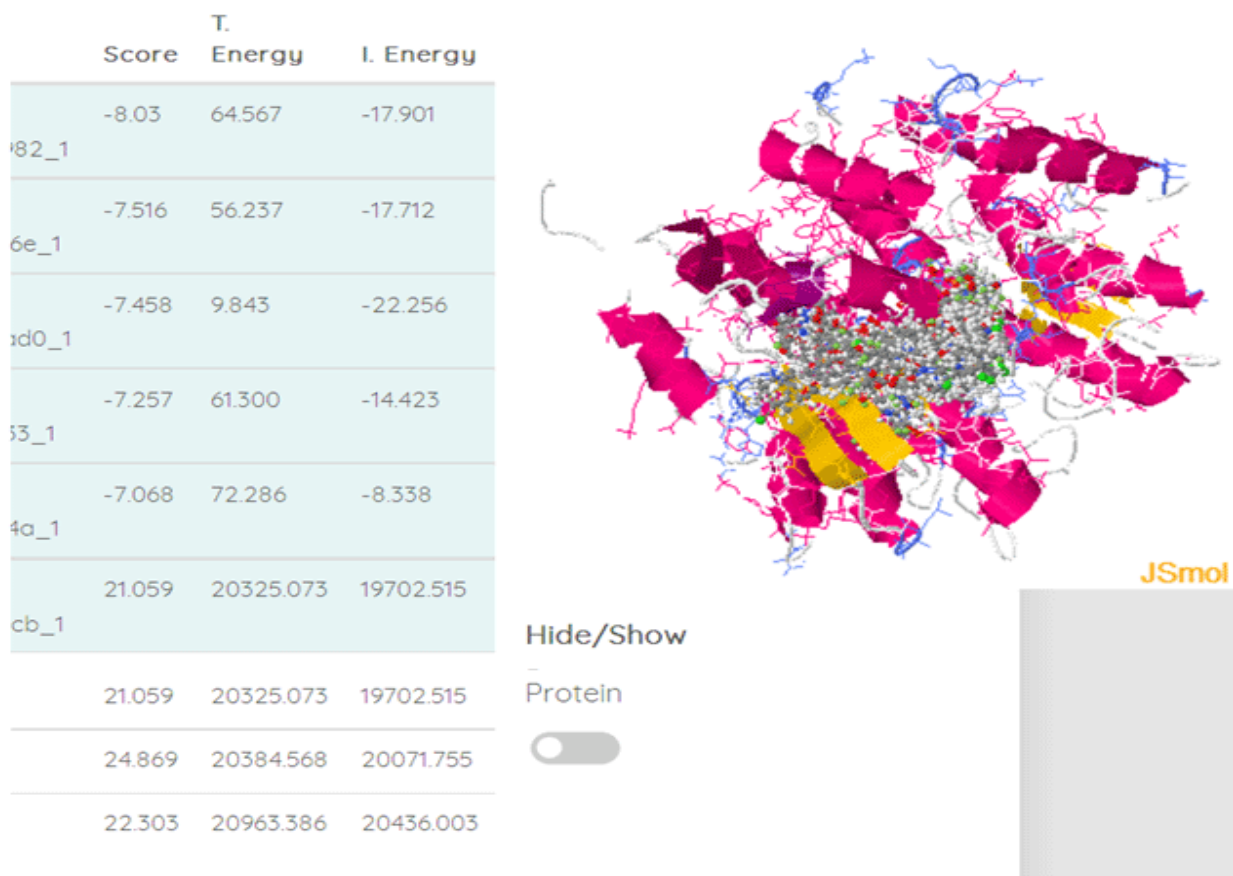 T.
Score Energy I. Energy
-8.03 64.567 -17.901
982_1
-7.516 56.237 -17.712
6e_1
-7.458 9.843 -22.256
ad0_1
-7.257 61.300 -14.423
33_1
-7.068 72.286 -8.338
4a_1
21.059 20325.073 19702.515
cb_1
21.059 20325.073 19702.515
24.869 20384.568 20071.755
22.303 20963.386 20436.003
JSmol
Hide/Show
Protein